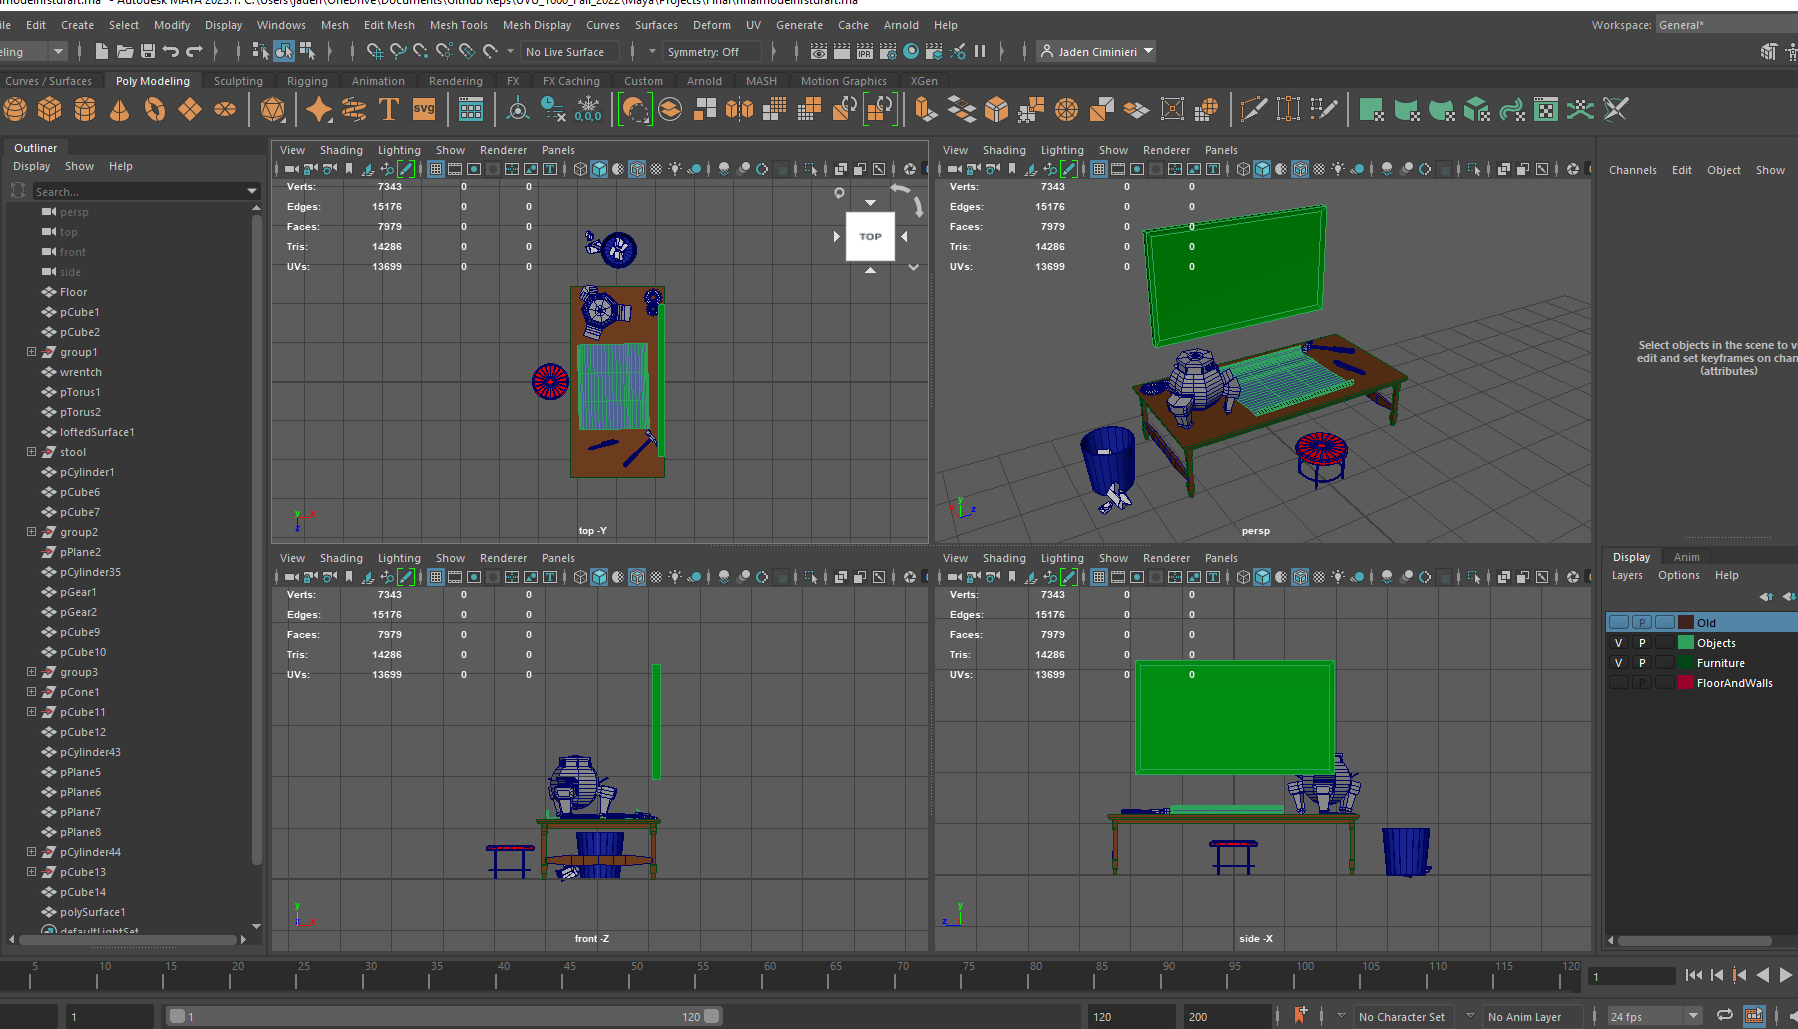 Edit Create Select Modify Display Windows Mesh Edit Mesh Mesh Tools Mesh Display Curves Surfaces Deform UV Generate Cache Arnold Help
Workspace: General*
No Live Surface
Symmetry: Off
Jaden Ciminieri
Curves / Surfaces Poly Modeling Sculpting Rigging Animation Rendering FX FX Caching Custom Arnold MASH Motion Graphics XGen
Outliner
Display Show Help
Search...
persp
top
front
side
Floor
pCube1
pCube2
group1
wrentch
pTorus1
pTorus2
loftedSurface1
stool
pCylinder1
pCube6
pCube7
group2
pPlane2
pCylinder35
pGear1
pGear2
pCube9
pCube10
group3
pCone1
pCube11
pCube12
pCylinder43
pPlane5
pPlane6
pPlane7
pPlane8
pCylinder44
pCube13
pCube14
polySurface1
defaultLightSet
View Shading Lighting Show Renderer Panels
Verts: 7343 0 0
Edges: 15176 0 0
Faces: 7979 0 0
Tris: 14286 0 0
UVs: 13699 0 0
TOP
top -Y
View Shading Lighting Show Renderer Panels
Verts: 7343 0 0
Edges: 15176 0 0
Faces: 7979 0 0
Tris: 14286 0 0
UVs: 13699 0 0
persp
View Shading Lighting Show Renderer Panels
Verts: 7343 0 0
Edges: 15176 0 0
Faces: 7979 0 0
Tris: 14286 0 0
UVs: 13699 0 0
front -Z
View Shading Lighting Show Renderer Panels
Verts: 7343 0 0
Edges: 15176 0 0
Faces: 7979 0 0
Tris: 14286 0 0
UVs: 13699 0 0
side -X
Channels Edit Object Show
Select objects in the scene to
edit and set keyframes on
(attributes)
Display Anim
Layers Options Help
P Old
V P Objects
V P Furniture
P FloorAndWalls
5 10 15 20 25 30 35 40 45 50 55 60 65 70 75 80 85 90 95 100 105 110 115 120
1
1
1 120
120
200
No Character Set
No Anim Layer
24 fps